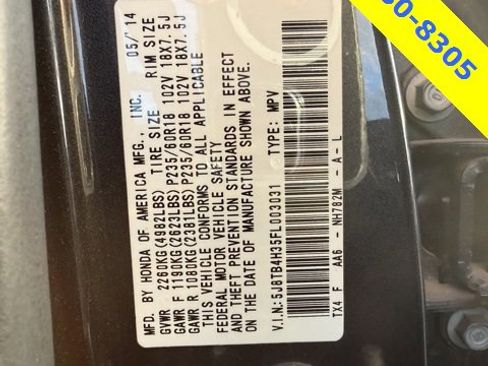 MFD. BY HONDA OF AMERICA MFG., INC. 05/'14
GVWR 2260KG(4982LBS) TIRE SIZE RIM SIZE
GAWR F 1180KG(2623LBS)P235/60R18 102V 18X7.5J
GAWR R 1080KG(2381LBS)P235/60R18 102V 18X7.5J
THIS VEHICLE CONFORMS TO ALL APPLICABLE
FEDERAL MOTOR VEHICLE SAFETY
AND THEFT PREVENTION STANDARDS IN EFFECT
ON THE DATE OF MANUFACTURE SHOWN ABOVE.
V.I.N.: 5J8TB4H35FL003031 TYPE: MPV
TX4 F AA6 - NH782M - A - L
0-8305